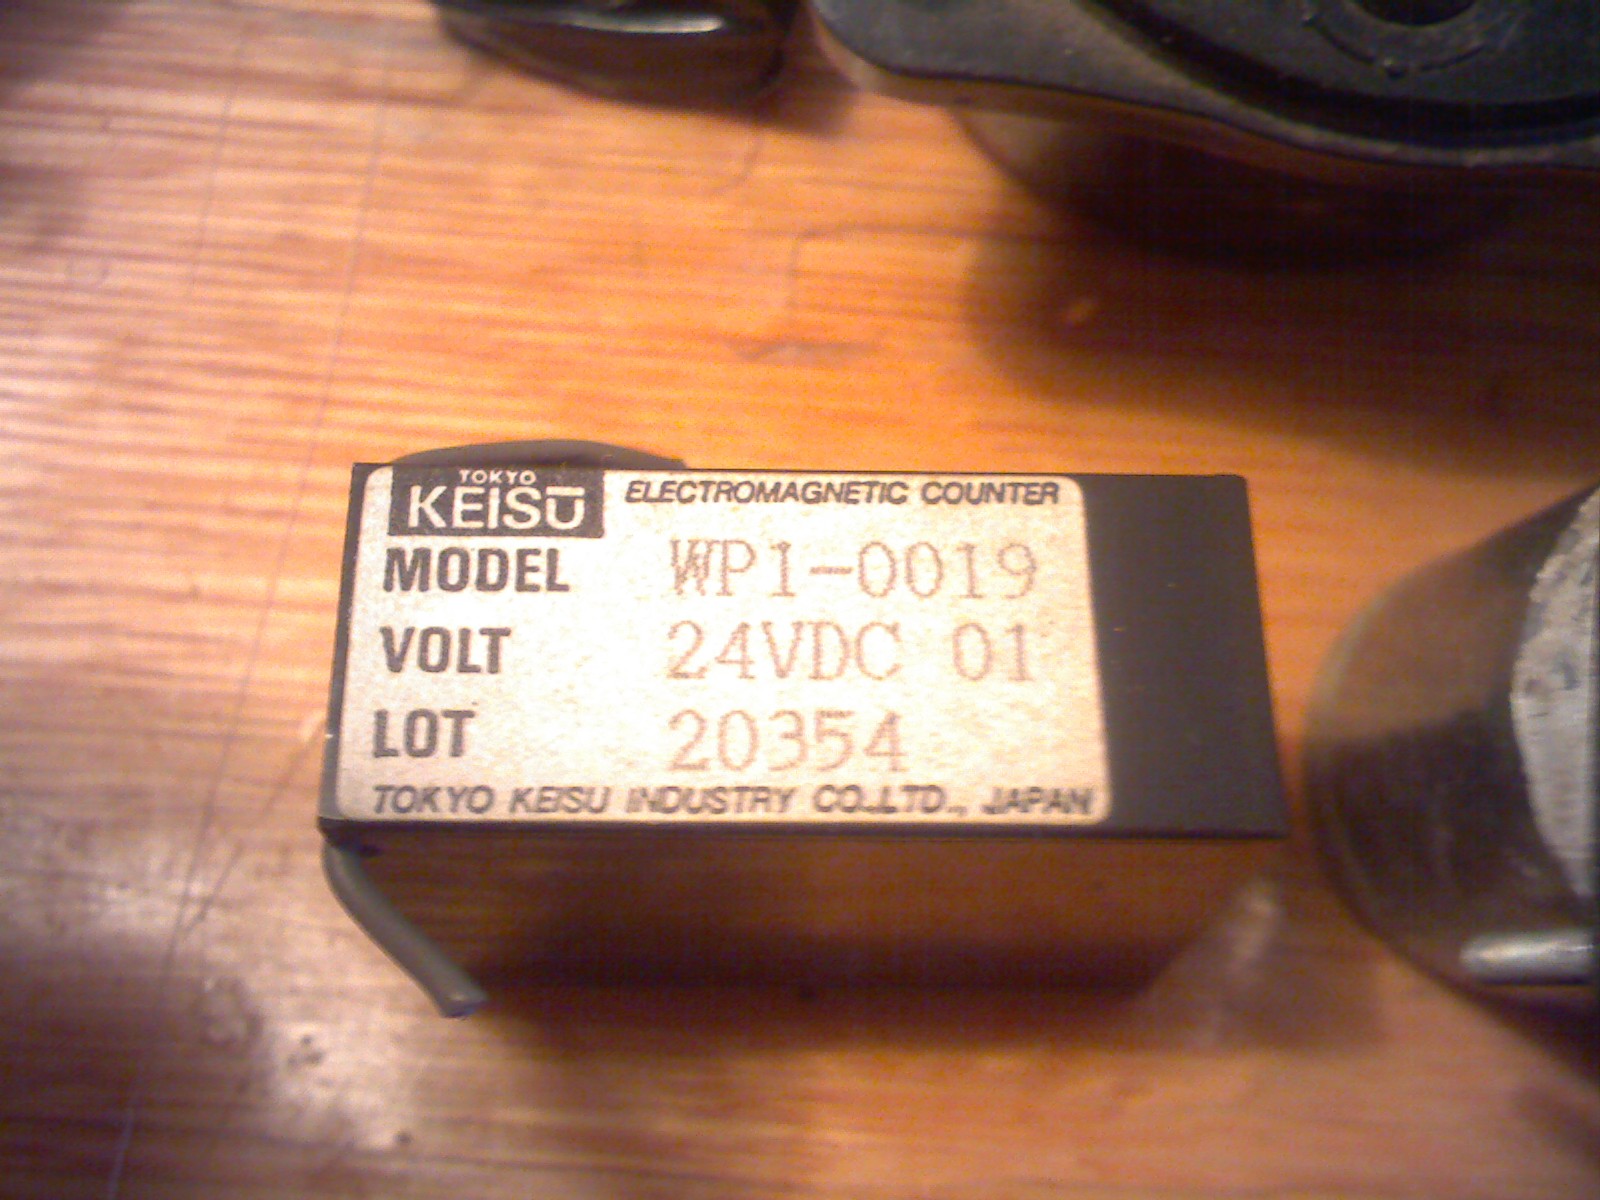 TOKYO
KEISU ELECTROMAGNETIC COUNTER
MODEL WP1-0019
VOLT 24VDC 01
LOT 20354
TOKYO KEISU INDUSTRY CO.,LTD., JAPAN